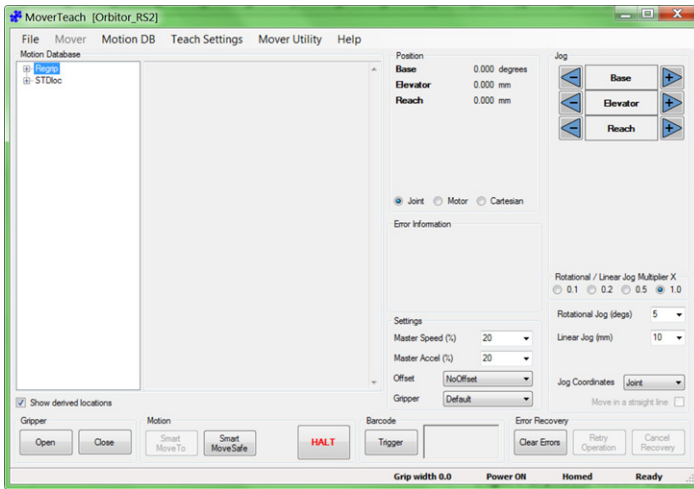 MoverTeach [Orbitor_RS2]
File Mover Motion DB Teach Settings Mover Utility Help
Motion Database
Regrip
STDloc
Show derived locations
Position
Base 0.000 degrees
Elevator 0.000 mm
Reach 0.000 mm
Joint Motor Cartesian
Error Information
Settings
Master Speed (%) 20
Master Accel (%) 20
Offset NoOffset
Gripper Default
Jog
Base
Elevator
Reach
Rotational / Linear Jog Multiplier X
0.1 0.2 0.5 1.0
Rotational Jog (degs) 5
Linear Jog (mm) 10
Jog Coordinates Joint
Move in a straight line
Gripper
Open Close
Motion
Smart MoveTo
Smart MoveSafe
HALT
Barcode
Trigger
Error Recovery
Clear Errors
Retry Operation
Cancel Recovery
Grip width 0.0 Power ON Homed Ready